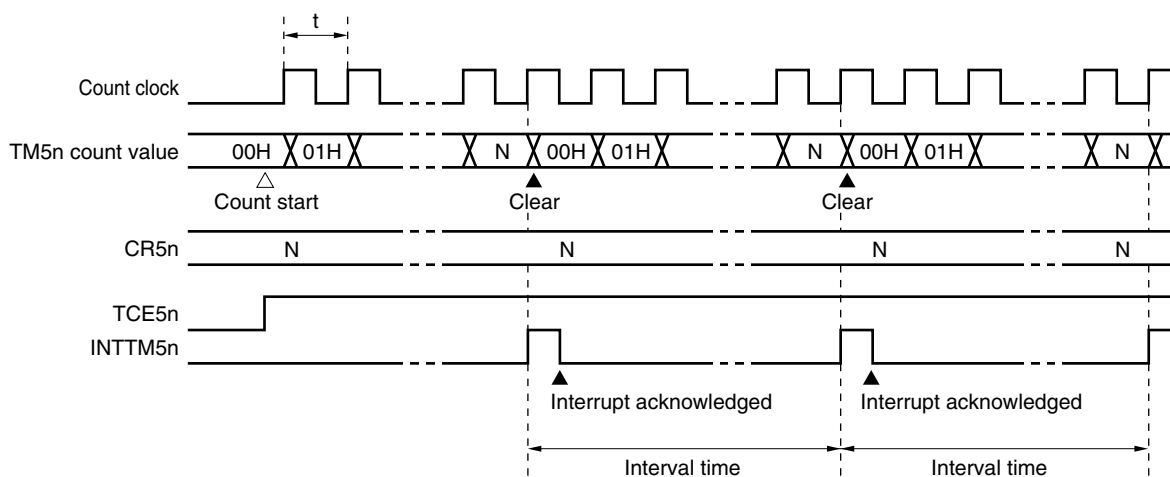 t
Count clock
TM5n count value 00H 01H N 00H 01H N 00H 01H N
Count start Clear Clear
CR5n N N N N
TCE5n
INTTM5n
Interrupt acknowledged Interrupt acknowledged
Interval time Interval time